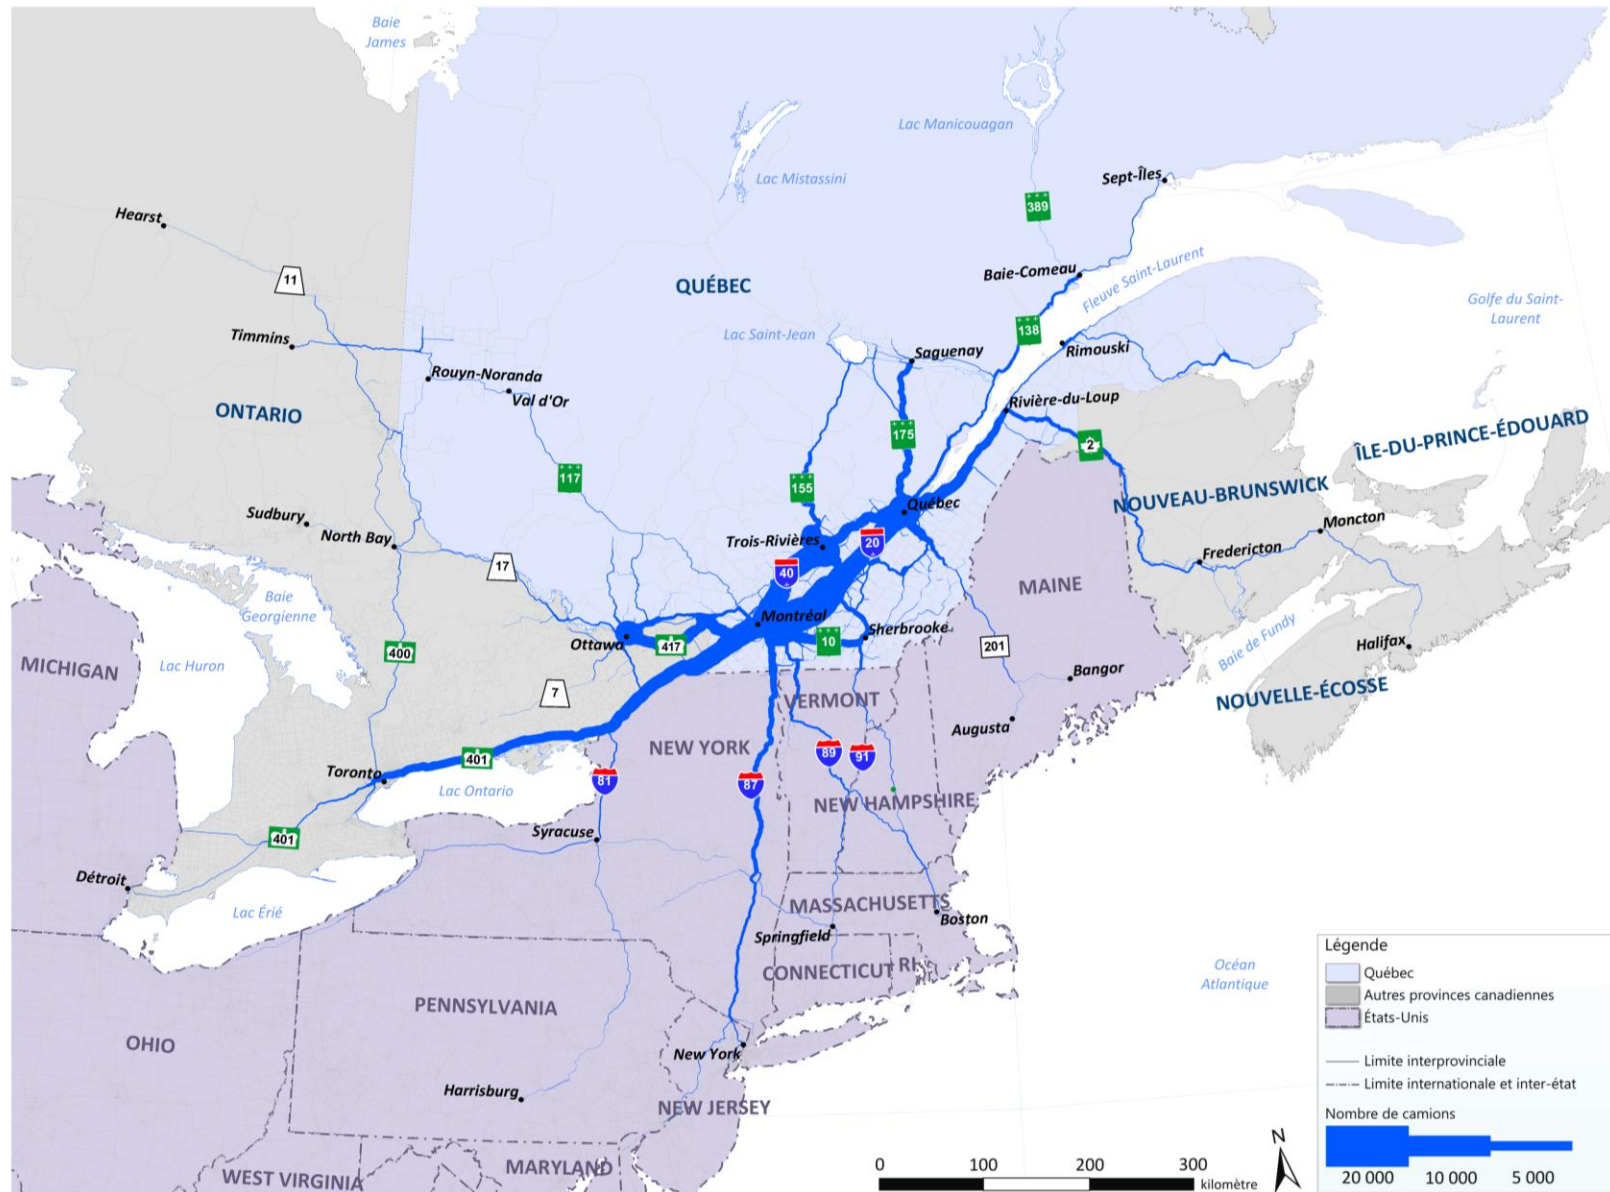 Baie
James
Lac Manicouagan
Lac Mistassini
Sept-Îles
389
Hearst
11
Baie-Comeau
Fleuve Saint-Laurent
QUÉBEC
Golfe du Saint-
Laurent
138
Timmins
Lac Saint-Jean
Saguenay
Rimouski
Rouyn-Noranda
Val d'Or
Rivière-du-Loup
ONTARIO
175
2
ÎLE-DU-PRINCE-ÉDOUARD
117
155
NOUVEAU-BRUNSWICK
Québec
Sudbury
North Bay
Trois-Rivières
20
Moncton
Fredericton
17
40
MAINE
Baie
Georgienne
Montréal
Ottawa
417
10
Sherbrooke
201
Baie de Fundy
Halifax
400
Lac Huron
MICHIGAN
7
Bangor
NOUVELLE-ÉCOSSE
VERMONT
Augusta
NEW YORK
401
89
91
Toronto
Lac Ontario
81
87
NEW HAMPSHIRE
401
Syracuse
Détroit
Lac Érié
MASSACHUSETTS
Boston
Springfield
CONNECTICUT
RI
Océan
Atlantique
PENNSYLVANIA
OHIO
New York
Harrisburg
NEW JERSEY
WEST VIRGINIA
MARYLAND
0 100 200 300
kilomètre
N
Légende
Québec
Autres provinces canadiennes
États-Unis
Limite interprovinciale
Limite internationale et inter-état
Nombre de camions
20 000 10 000 5 000